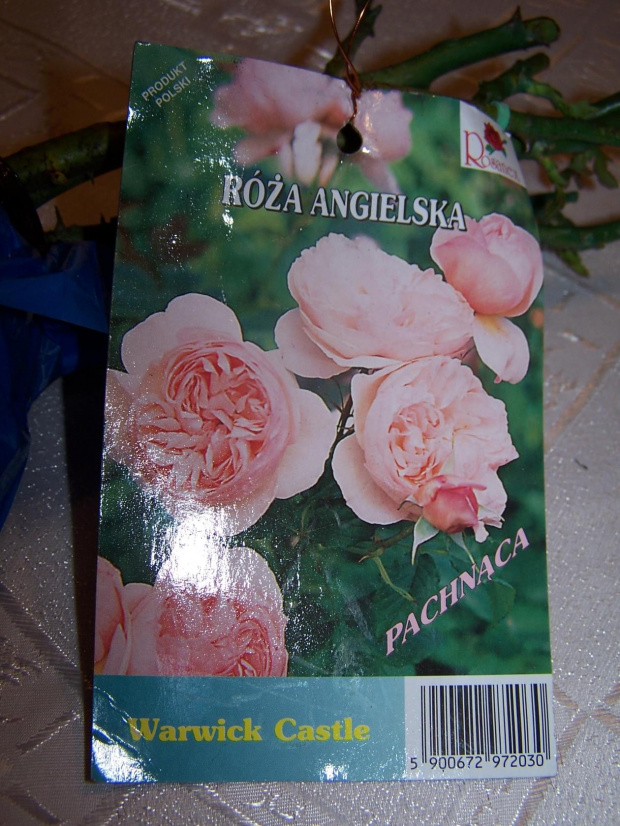 PRODUKT
POLSKI
RÓŻA ANGIELSKA
PACHNĄCA
Warwick Castle
5 900672 972030